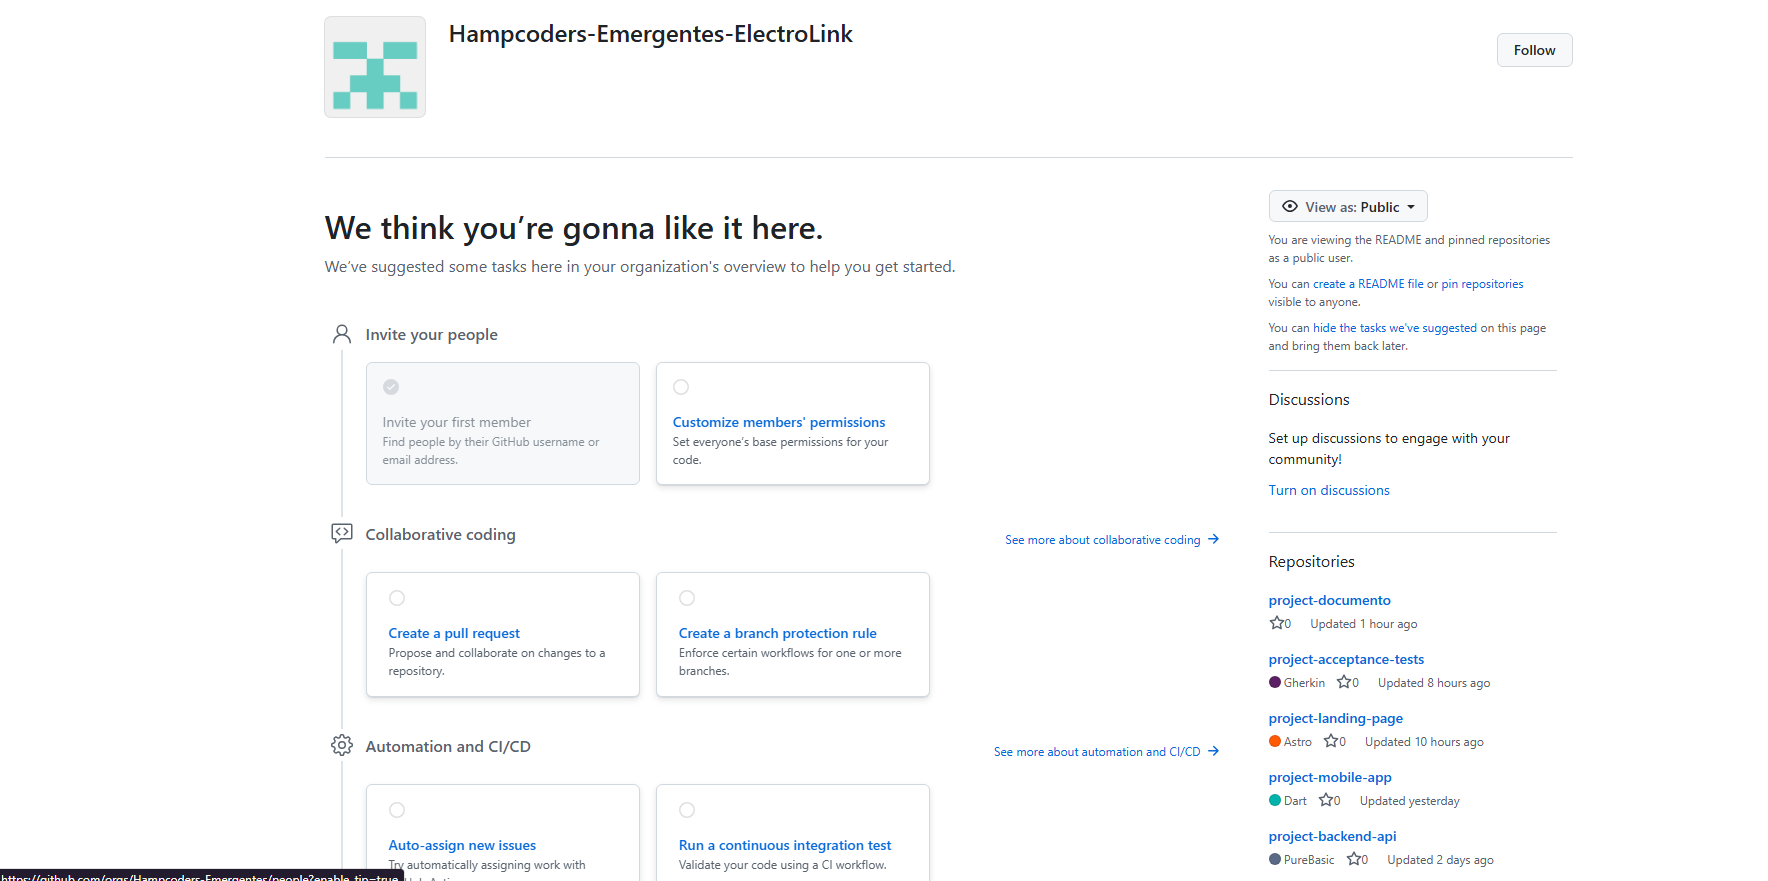 Hampcoders-Emergentes-ElectroLink
Follow
We think you’re gonna like it here.
We’ve suggested some tasks here in your organization's overview to help you get started.
Invite your people
Invite your first member
Find people by their GitHub username or
email address.
Customize members' permissions
Set everyone’s base permissions for your
code.
Collaborative coding
See more about collaborative coding
Create a pull request
Propose and collaborate on changes to a
repository.
Create a branch protection rule
Enforce certain workflows for one or more
branches.
Automation and CI/CD
See more about automation and CI/CD
Auto-assign new issues
Try automatically assigning work with
Run a continuous integration test
Validate your code using a CI workflow.
https://github.com/orgs/Hampcoders-Emergentes/people?enable_tip=true
View as: Public
You are viewing the README and pinned repositories
as a public user.
You can create a README file or pin repositories
visible to anyone.
You can hide the tasks we've suggested on this page
and bring them back later.
Discussions
Set up discussions to engage with your
community!
Turn on discussions
Repositories
project-documento
0 Updated 1 hour ago
project-acceptance-tests
Gherkin 0 Updated 8 hours ago
project-landing-page
Astro 0 Updated 10 hours ago
project-mobile-app
Dart 0 Updated yesterday
project-backend-api
PureBasic 0 Updated 2 days ago